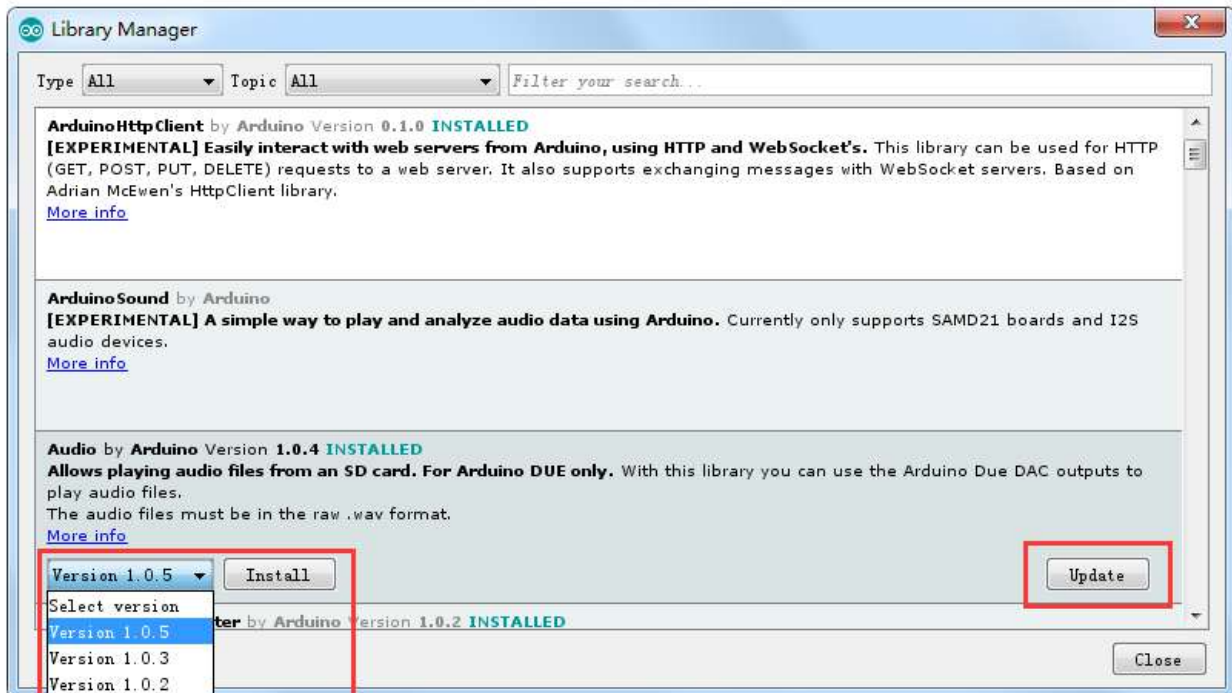 Library Manager
Type All Topic All Filter your search...
ArduinoHttpClient by Arduino Version 0.1.0 INSTALLED
[EXPERIMENTAL] Easily interact with web servers from Arduino, using HTTP and WebSocket's. This library can be used for HTTP
(GET, POST, PUT, DELETE) requests to a web server. It also supports exchanging messages with WebSocket servers. Based on
Adrian McEwen's HttpClient library.
More info
ArduinoSound by Arduino
[EXPERIMENTAL] A simple way to play and analyze audio data using Arduino. Currently only supports SAMD21 boards and I2S
audio devices.
More info
Audio by Arduino Version 1.0.4 INSTALLED
Allows playing audio files from an SD card. For Arduino DUE only. With this library you can use the Arduino Due DAC outputs to
play audio files.
The audio files must be in the raw .wav format.
More info
Version 1.0.5 Install Update
Select version
Version 1.0.5 ter by Arduino Version 1.0.2 INSTALLED
Version 1.0.3 Close
Version 1.0.2